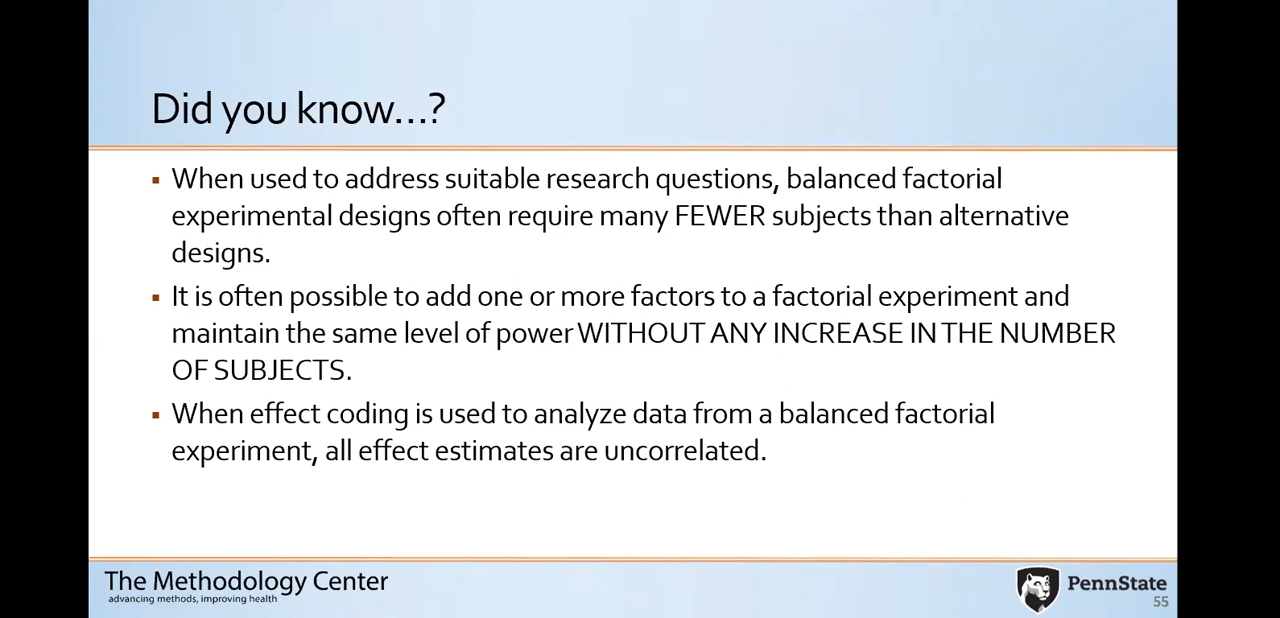 Did you know…?
▪ When used to address suitable research questions, balanced factorial
experimental designs often require many FEWER subjects than alternative
designs.
▪ It is often possible to add one or more factors to a factorial experiment and
maintain the same level of power WITHOUT ANY INCREASE IN THE NUMBER
OF SUBJECTS.
▪ When effect coding is used to analyze data from a balanced factorial
experiment, all effect estimates are uncorrelated.
The Methodology Center
advancing methods, improving health
PennState
55